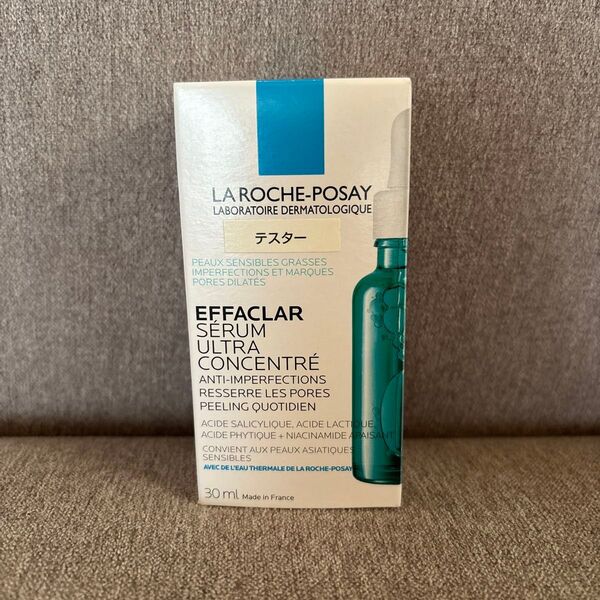 LA ROCHE-POSAY
LABORATOIRE DERMATOLOGIQUE
テスター
PEAUX SENSIBLES GRASSES
IMPERFECTIONS ET MARQUES
PORES DILATÉS
EFFACLAR
SÉRUM
ULTRA
CONCENTRÉ
ANTI-IMPERFECTIONS
RESSERRE LES PORES
PEELING QUOTIDIEN
ACIDE SALICYLIQUE, ACIDE LACTIQUE,
ACIDE PHYTIQUE + NIACINAMIDE APAISANT
CONVIENT AUX PEAUX ASIATIQUES
SENSIBLES
AVEC DE L'EAU THERMALE DE LA ROCHE-POSAY
30 ml Made in France